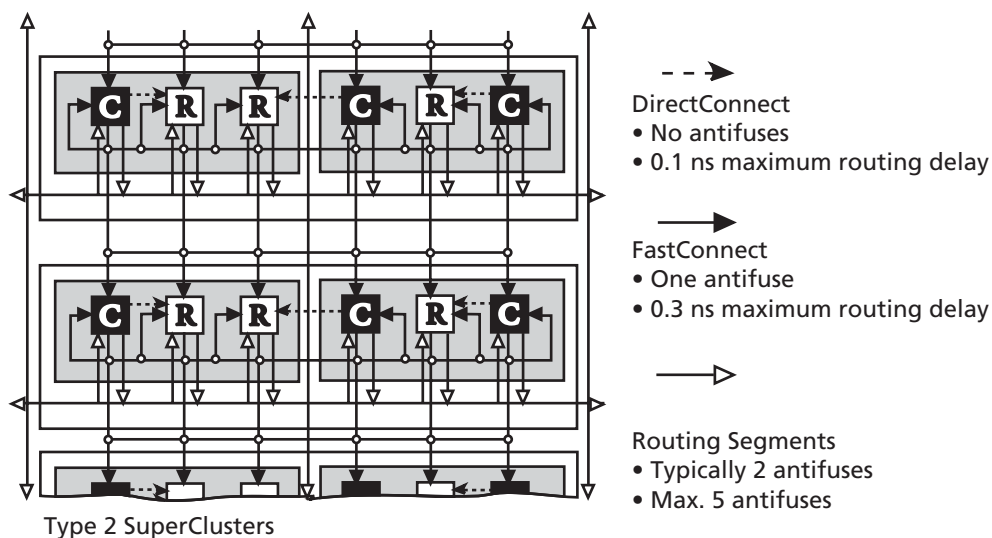 C R R C R C
DirectConnect
• No antifuses
• 0.1 ns maximum routing delay
FastConnect
• One antifuse
• 0.3 ns maximum routing delay
C R R C R C
Routing Segments
• Typically 2 antifuses
• Max. 5 antifuses
Type 2 SuperClusters